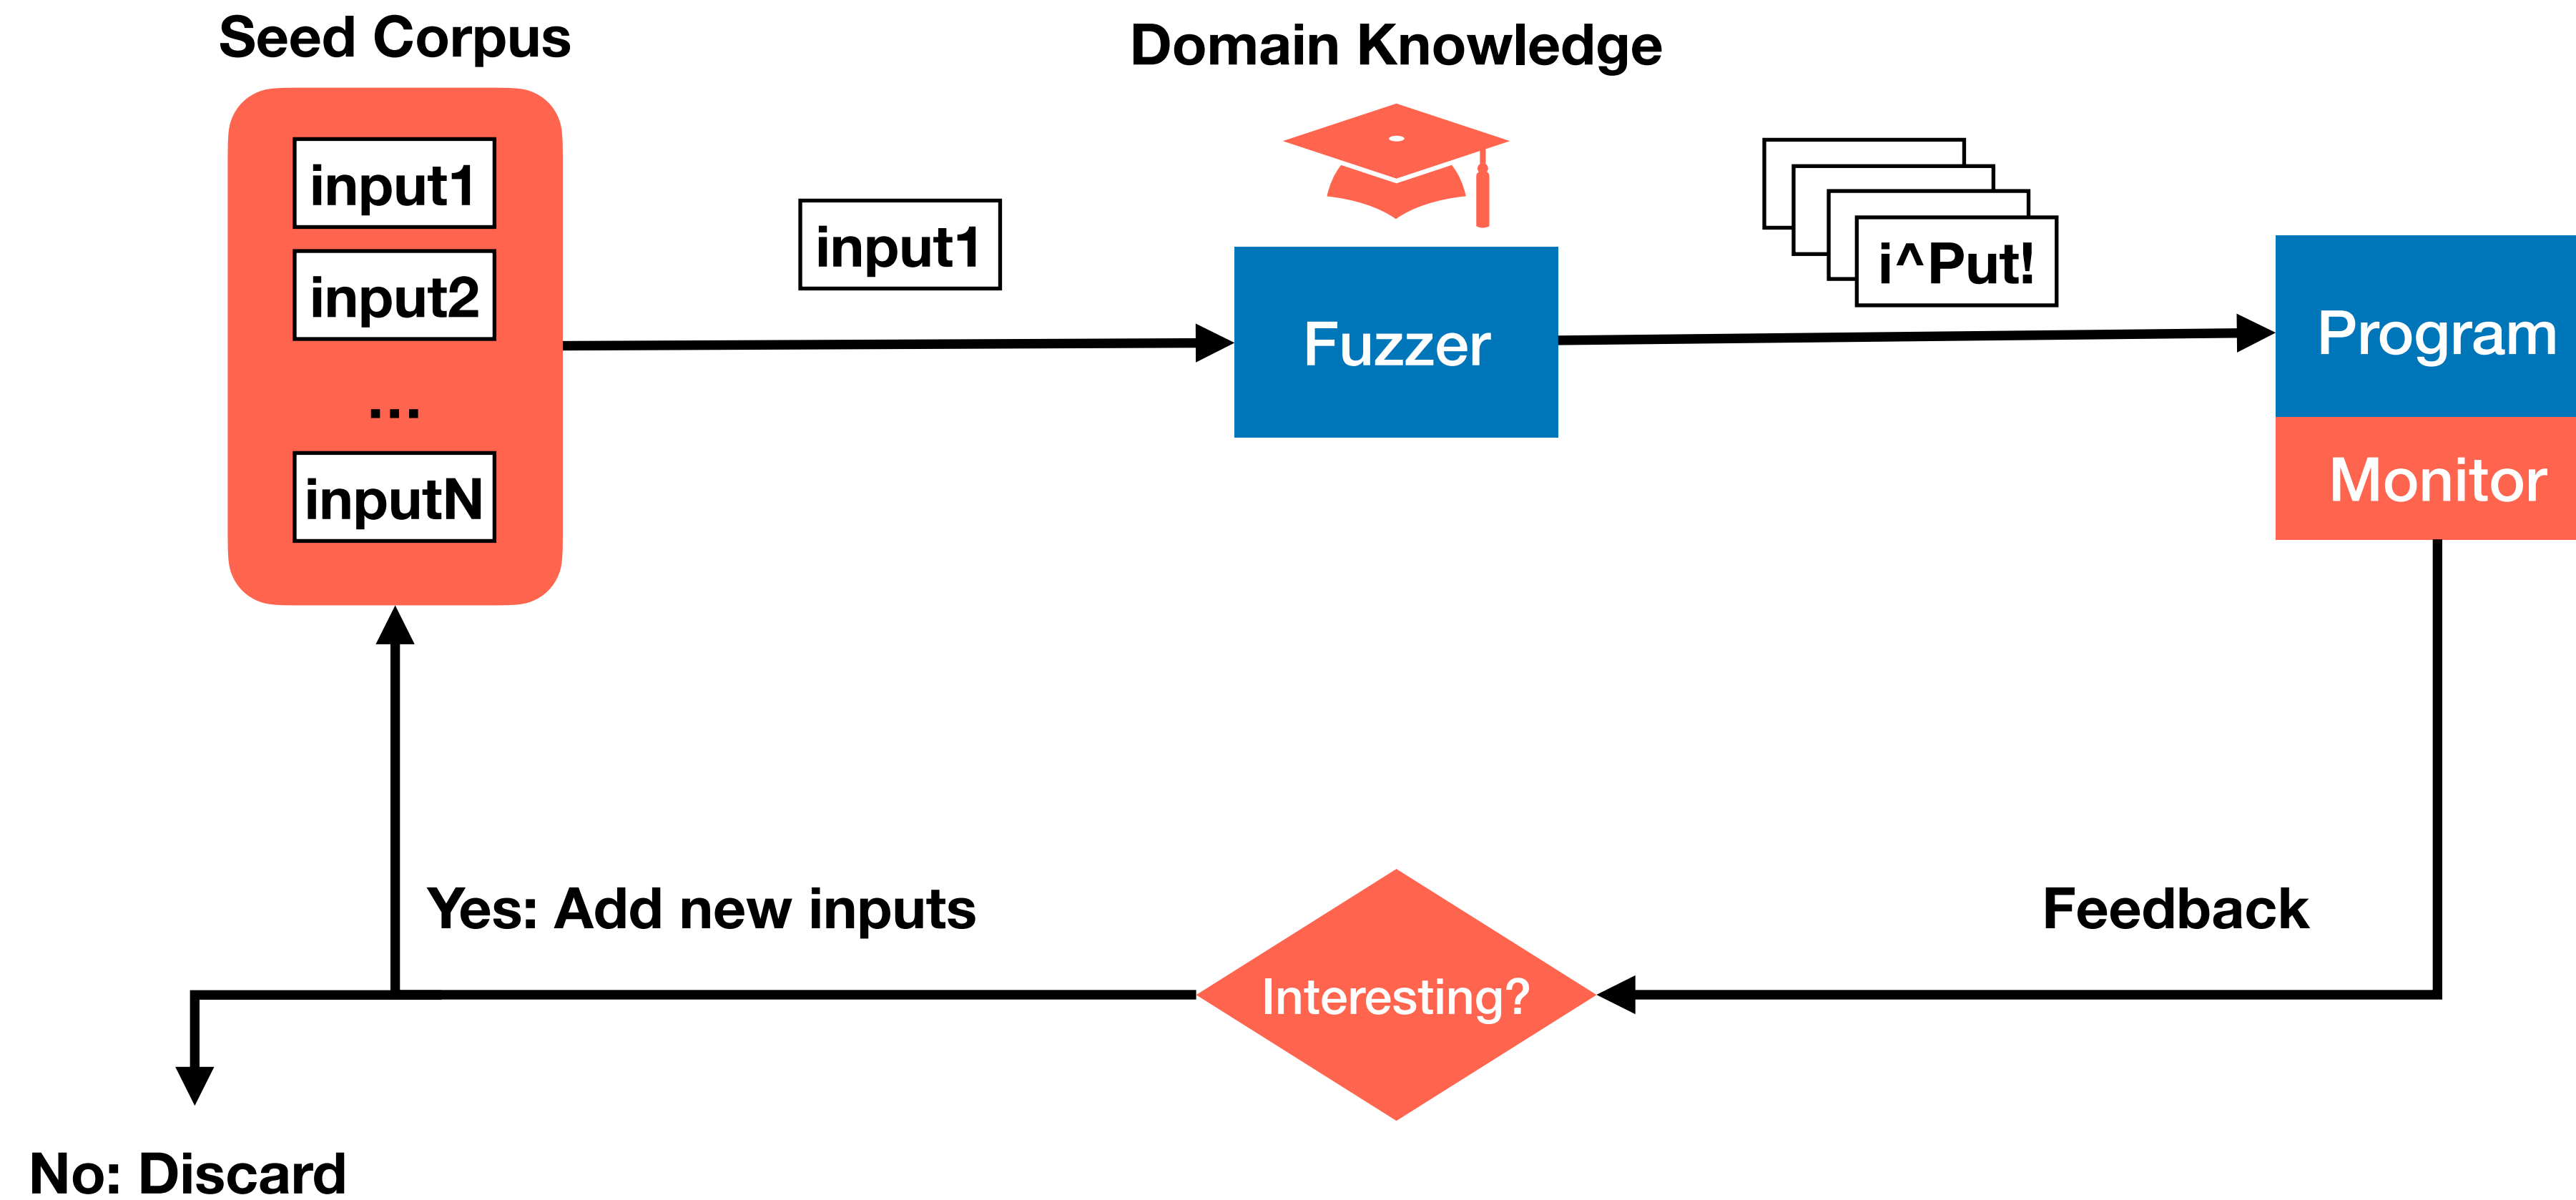 Seed Corpus
input1
input2
...
inputN
input1
Domain Knowledge
Fuzzer
i^Put!
Program
Monitor
Feedback
Interesting?
Yes: Add new inputs
No: Discard